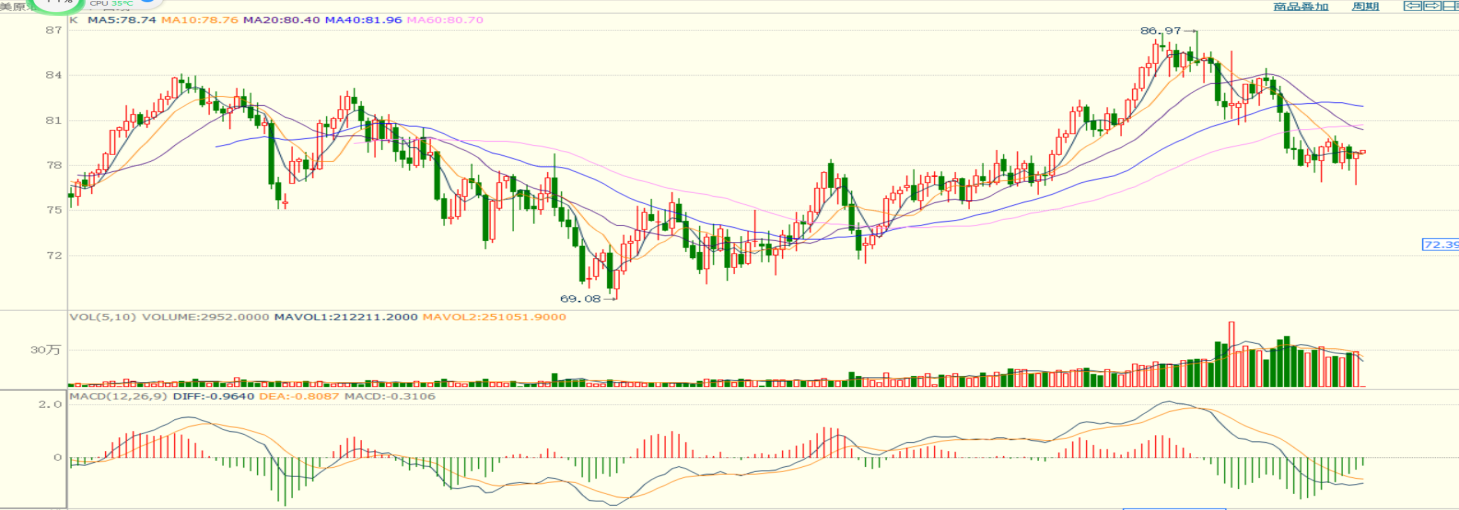 美原
CPU 35℃
商品叠加 周期
K MA5:78.74 MA10:78.76 MA20:80.40 MA40:81.96 MA60:80.70
87
86.97
84
81
78
75
72.39
72
69.08
VOL(5,10) VOLUME:2952.0000 MAVOL1:212211.2000 MAVOL2:251051.9000
30万
MACD(12,26,9) DIFF:-0.9640 DEA:-0.8087 MACD:-0.3106
2.0
0